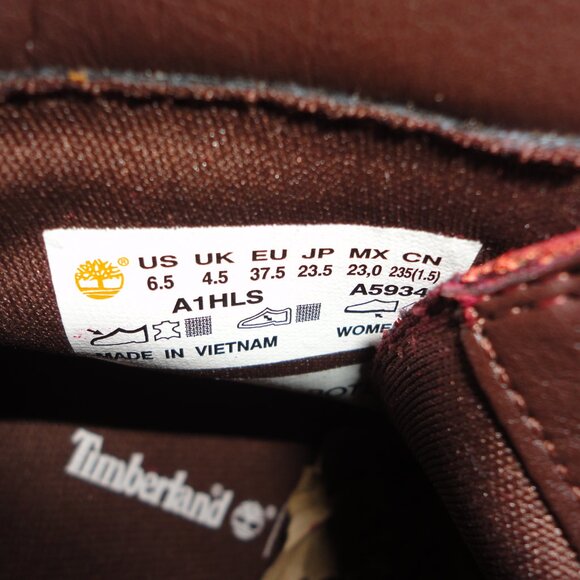 US UK EU JP MX CN
6.5 4.5 37.5 23.5 23,0 235(1.5)
A1HLS A5934
MADE IN VIETNAM
Timberland